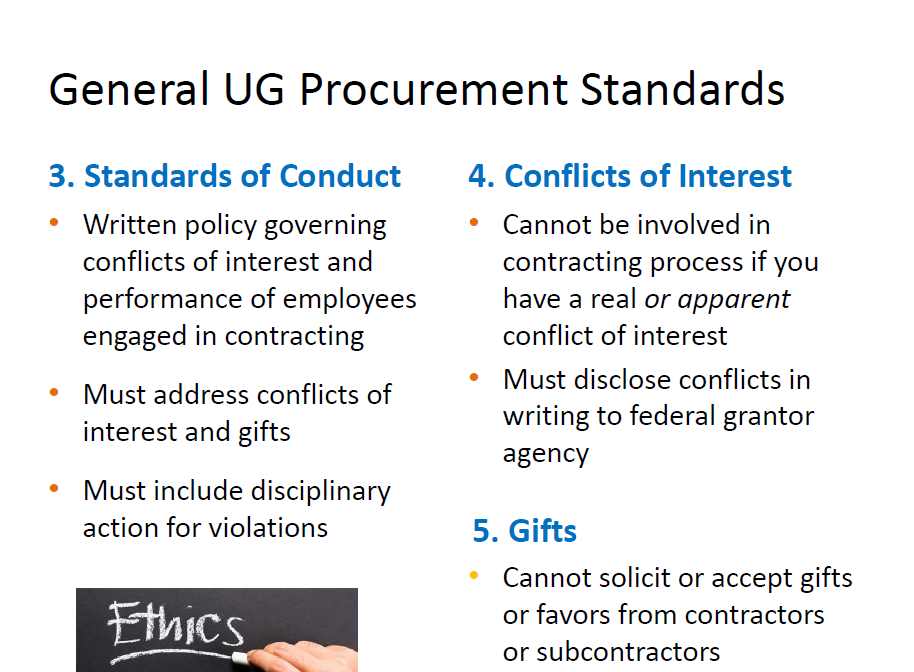 General UG Procurement Standards
3. Standards of Conduct
• Written policy governing
conflicts of interest and
performance of employees
engaged in contracting
• Must address conflicts of
interest and gifts
• Must include disciplinary
action for violations
Ethics
4. Conflicts of Interest
• Cannot be involved in
contracting process if you
have a real or apparent
conflict of interest
• Must disclose conflicts in
writing to federal grantor
agency
5. Gifts
• Cannot solicit or accept gifts
or favors from contractors
or subcontractors